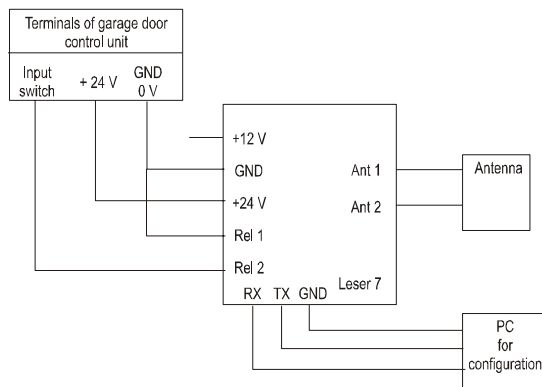 Terminals of garage door
control unit
Input
switch
+ 24 V
GND
0 V
+12 V
GND
+24 V
Rel 1
Rel 2
Ant 1
Ant 2
Leser 7
RX TX GND
Antenna
PC
for
configuration